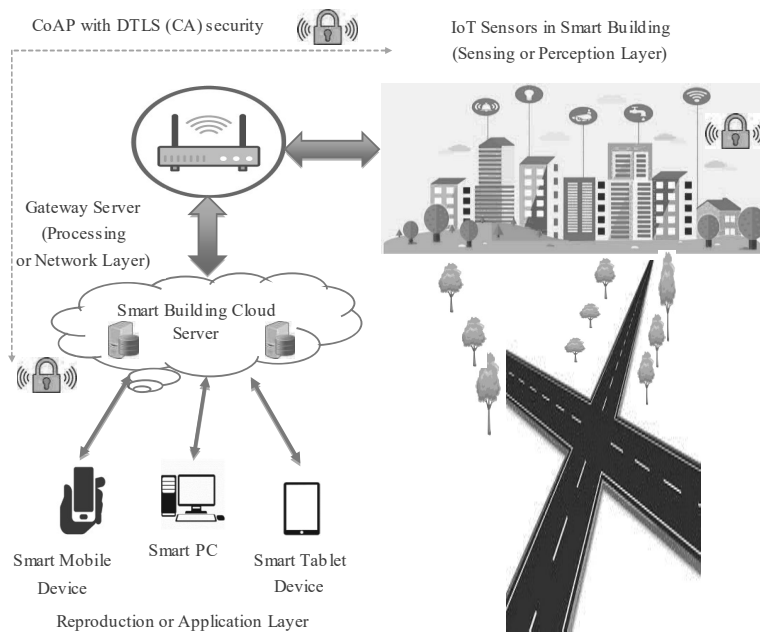 CoAP with DTLS (CA) security
IoT Sensors in Smart Building
(Sensing or Perception Layer)
Gateway Server
(Processing
or Network Layer)
Smart Building Cloud
Server
Smart Mobile
Device
Smart PC
Smart Tablet
Device
Reproduction or Application Layer